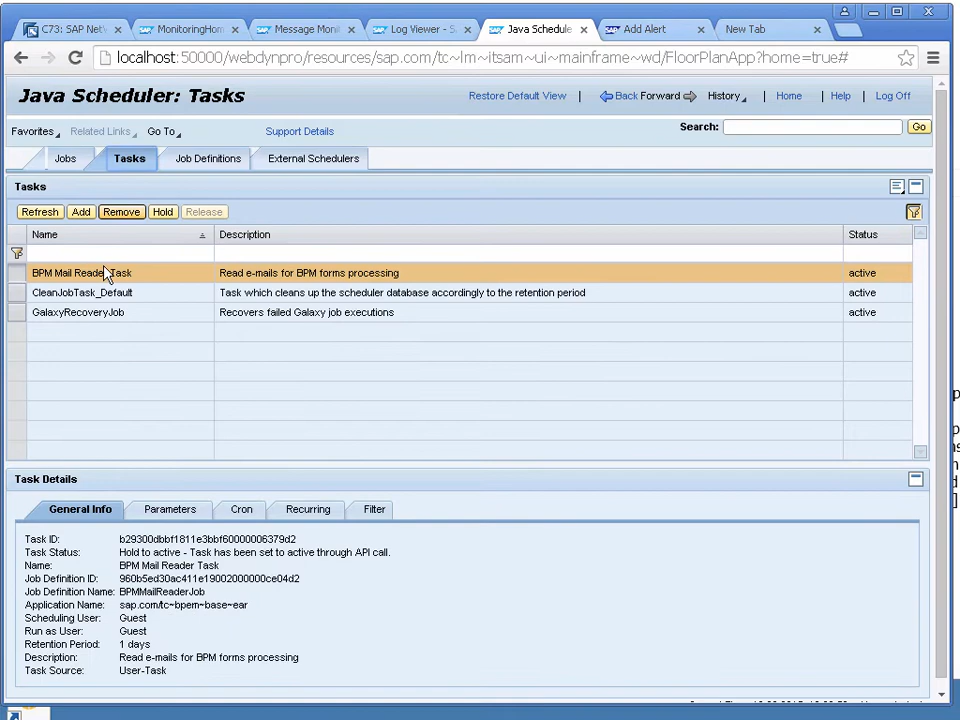 C73: SAP Net
MonitoringHom
Message Moni
Log Viewer - S
Java Schedule
Add Alert
New Tab
localhost:50000/webdynpro/resources/sap.com/tc~lm~itsam~ui~mainframe~wd/FloorPlanApp?home=true#
Java Scheduler: Tasks
Restore Default View | Back Forward History | Home | Help | Log Off
Favorites Related Links Go To Support Details Search: Go
Jobs Tasks Job Definitions External Schedulers
Tasks
Refresh Add Remove Hold Release
Name Description Status
BPM Mail Reader Task Read e-mails for BPM forms processing active
CleanJobTask_Default Task which cleans up the scheduler database accordingly to the retention period active
GalaxyRecoveryJob Recovers failed Galaxy job executions active
Task Details
General Info Parameters Cron Recurring Filter
Task ID: b29300dbbf1811e3bbf60000006379d2
Task Status: Hold to active - Task has been set to active through API call.
Name: BPM Mail Reader Task
Job Definition ID: 960b5ed30ac411e19002000000ce04d2
Job Definition Name: BPMMailReaderJob
Application Name: sap.com/tc~bpem~base~ear
Scheduling User: Guest
Run as User: Guest
Retention Period: 1 days
Description: Read e-mails for BPM forms processing
Task Source: User-Task